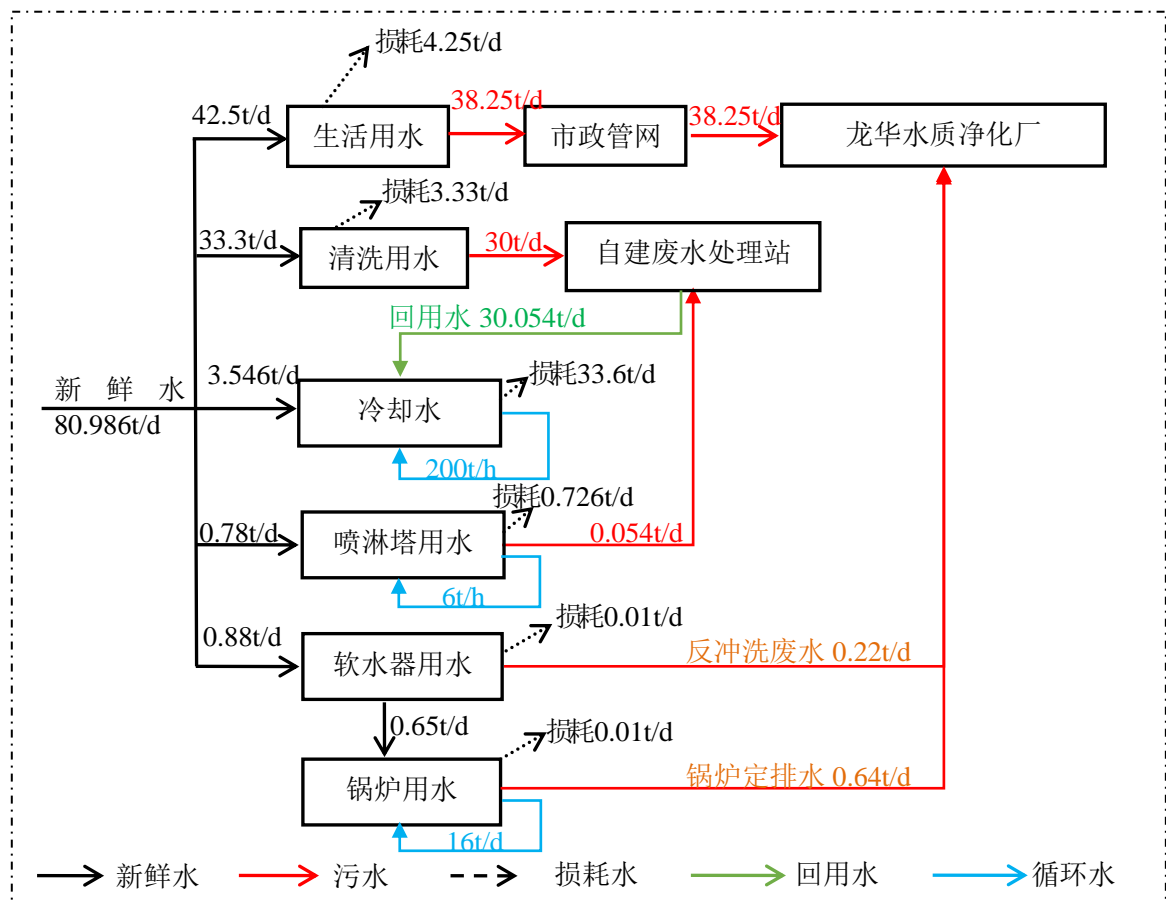 损耗4.25t/d
42.5t/d
生活用水
38.25t/d
市政管网
38.25t/d
龙华水质净化厂
损耗3.33t/d
33.3t/d
清洗用水
30t/d
自建废水处理站
回用水 30.054t/d
新 鲜 水
80.986t/d
3.546t/d
冷却水
损耗33.6t/d
200t/h
损耗0.726t/d
0.78t/d
喷淋塔用水
0.054t/d
6t/h
损耗0.01t/d
0.88t/d
软水器用水
反冲洗废水 0.22t/d
0.65t/d
损耗0.01t/d
锅炉用水
锅炉定排水 0.64t/d
16t/d
新鲜水
污水
损耗水
回用水
循环水